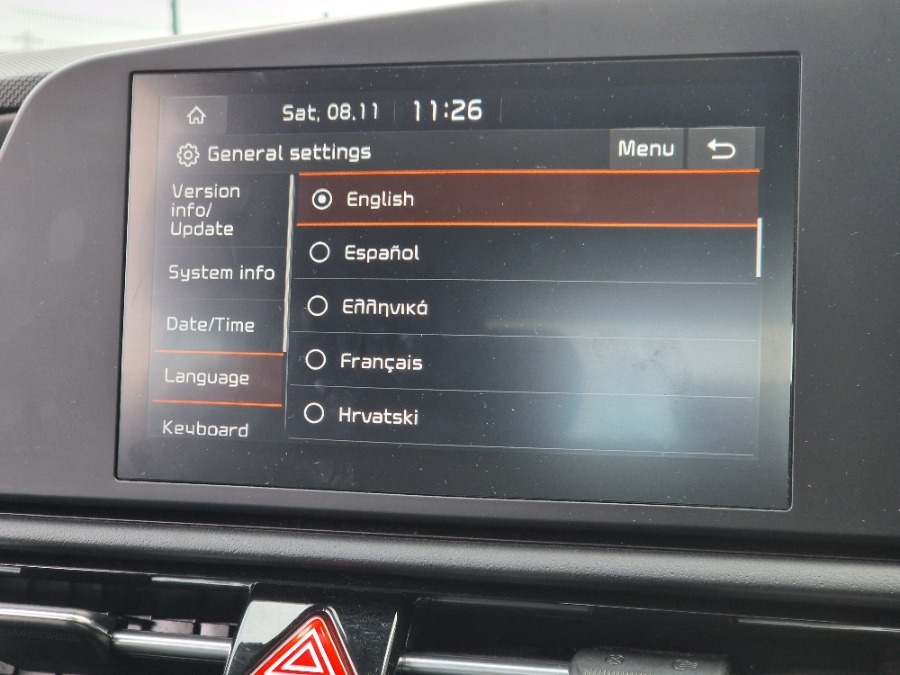 Sat, 08.11 11:26
General settings Menu
Version
info/
Update
System info
Date/Time
Language
Keyboard
English
Español
Ελληνικά
Français
Hrvatski